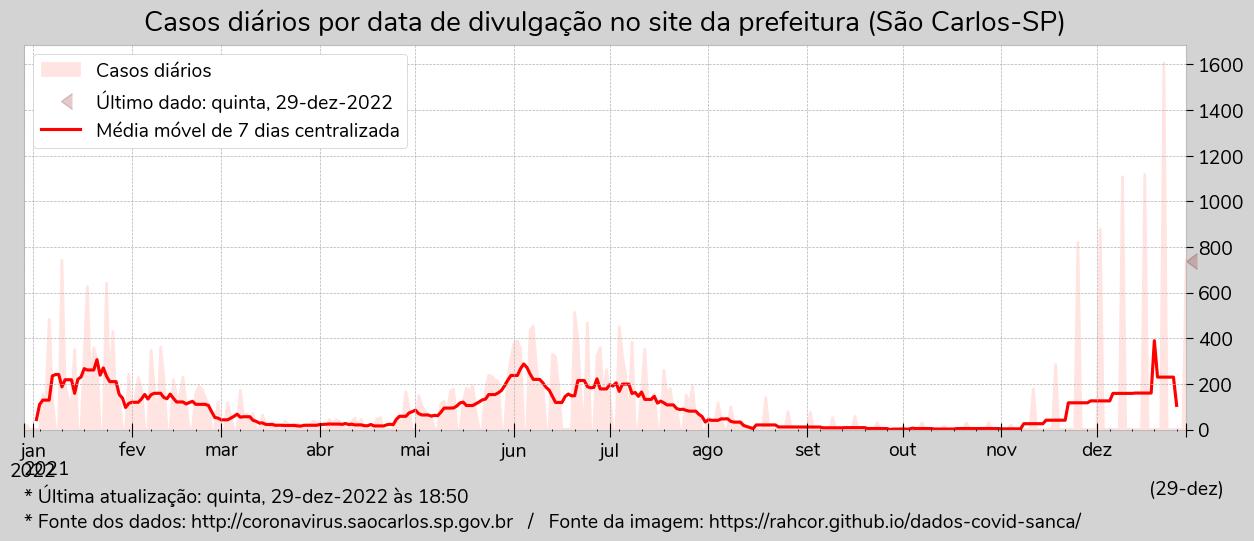 Casos diários por data de divulgação no site da prefeitura (São Carlos-SP)
Casos diários
Último dado: quinta, 29-dez-2022
Média móvel de 7 dias centralizada
1600
1400
1200
1000
800
600
400
200
0
jan fev mar abr mai jun jul ago set out nov dez
2021
2022
(29-dez)
* Última atualização: quinta, 29-dez-2022 às 18:50
* Fonte dos dados: http://coronavirus.saocarlos.sp.gov.br / Fonte da imagem: https://rahcor.github.io/dados-covid-sanca/